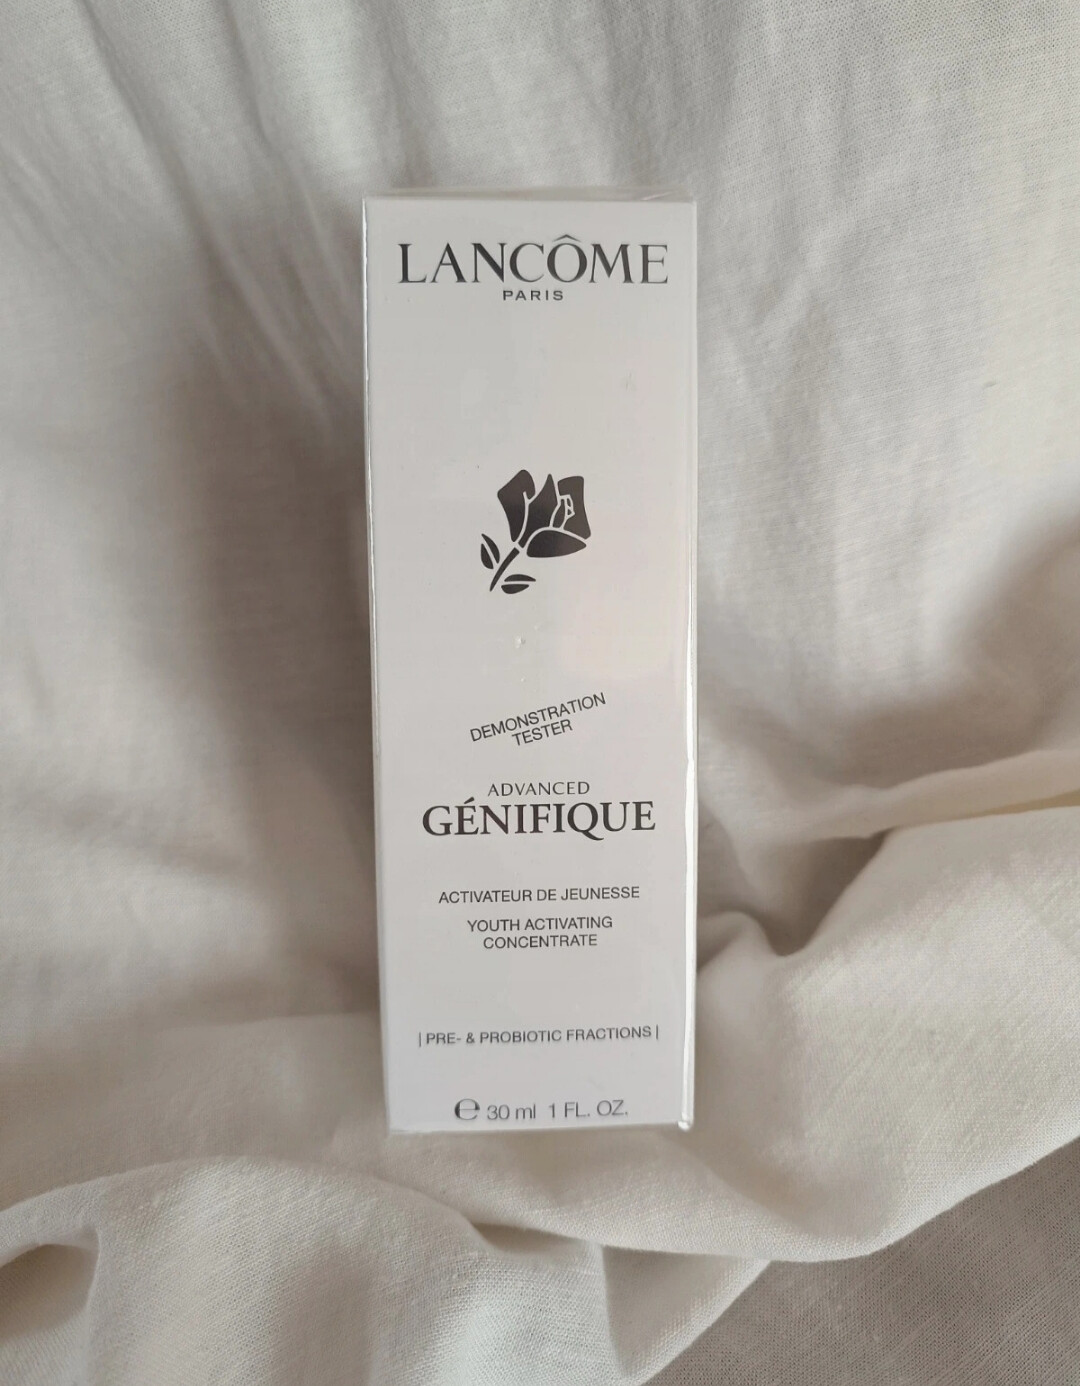 LANCÔME
PARIS
DEMONSTRATION
TESTER
ADVANCED
GÉNIFIQUE
ACTIVATEUR DE JEUNESSE
YOUTH ACTIVATING
CONCENTRATE
| PRE- & PROBIOTIC FRACTIONS |
℮ 30 ml 1 FL. OZ.